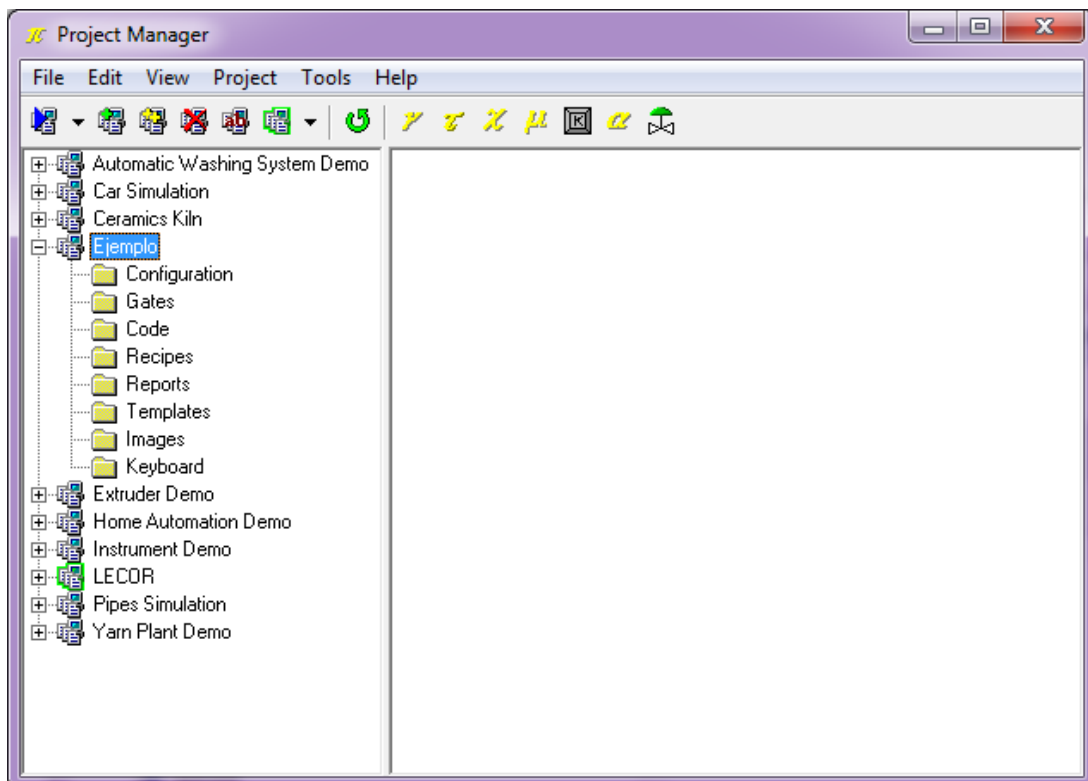 Project Manager
File Edit View Project Tools Help
Automatic Washing System Demo
Car Simulation
Ceramics Kiln
Ejemplo
Configuration
Gates
Code
Recipes
Reports
Templates
Images
Keyboard
Extruder Demo
Home Automation Demo
Instrument Demo
LECOR
Pipes Simulation
Yarn Plant Demo